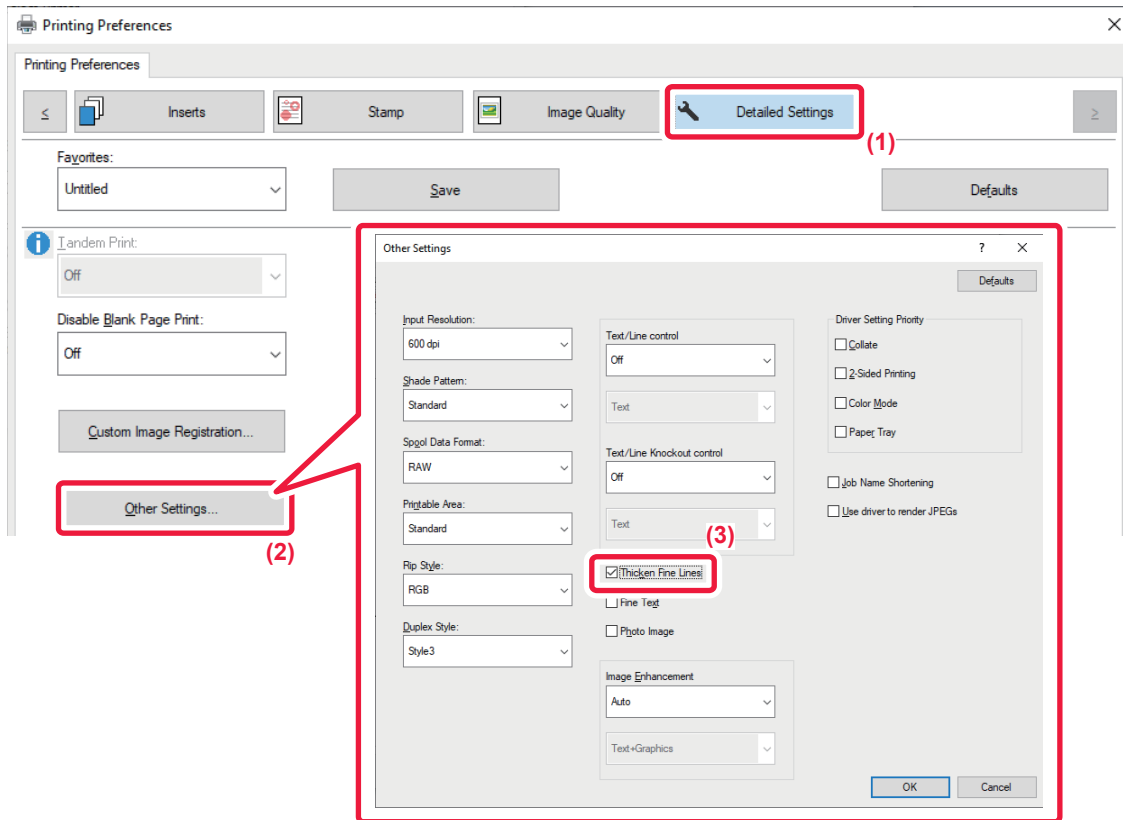 Printing Preferences
Printing Preferences
≤ Inserts Stamp Image Quality Detailed Settings ≥
(1)
Favorites:
Untitled Save Defaults
Tandem Print:
Off
Disable Blank Page Print:
Off
Custom Image Registration...
Other Settings...
(2)
Other Settings ?
Defaults
Input Resolution:
600 dpi
Shade Pattern:
Standard
Spool Data Format:
RAW
Printable Area:
Standard
Rip Style:
RGB
Duplex Style:
Style3
Text/Line control
Off
Text
Text/Line Knockout control
Off
Text
(3)
Thicken Fine Lines
Fine Text
Photo Image
Image Enhancement
Auto
Text+Graphics
Driver Setting Priority
Collate
2-Sided Printing
Color Mode
Paper Tray
Job Name Shortening
Use driver to render JPEGs
OK Cancel